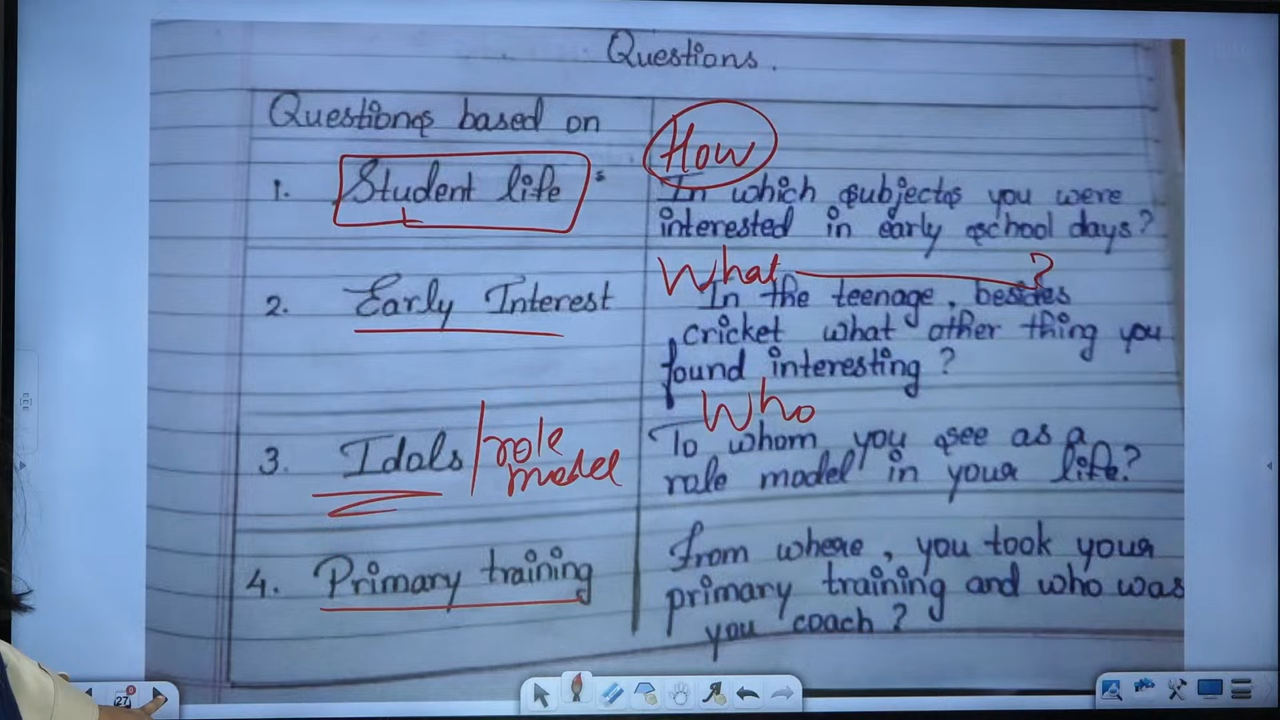 Questions.
Questions based on
How
1. Student life :
In which subjects you were
interested in early school days?
What ?
2. Early Interest
In the teenage, besides
cricket what other thing you
found interesting ?
Who
3. Idols / role model
To whom you see as a
role model in your life?
4. Primary training
From where, you took your
primary training and who was
you coach ?
27